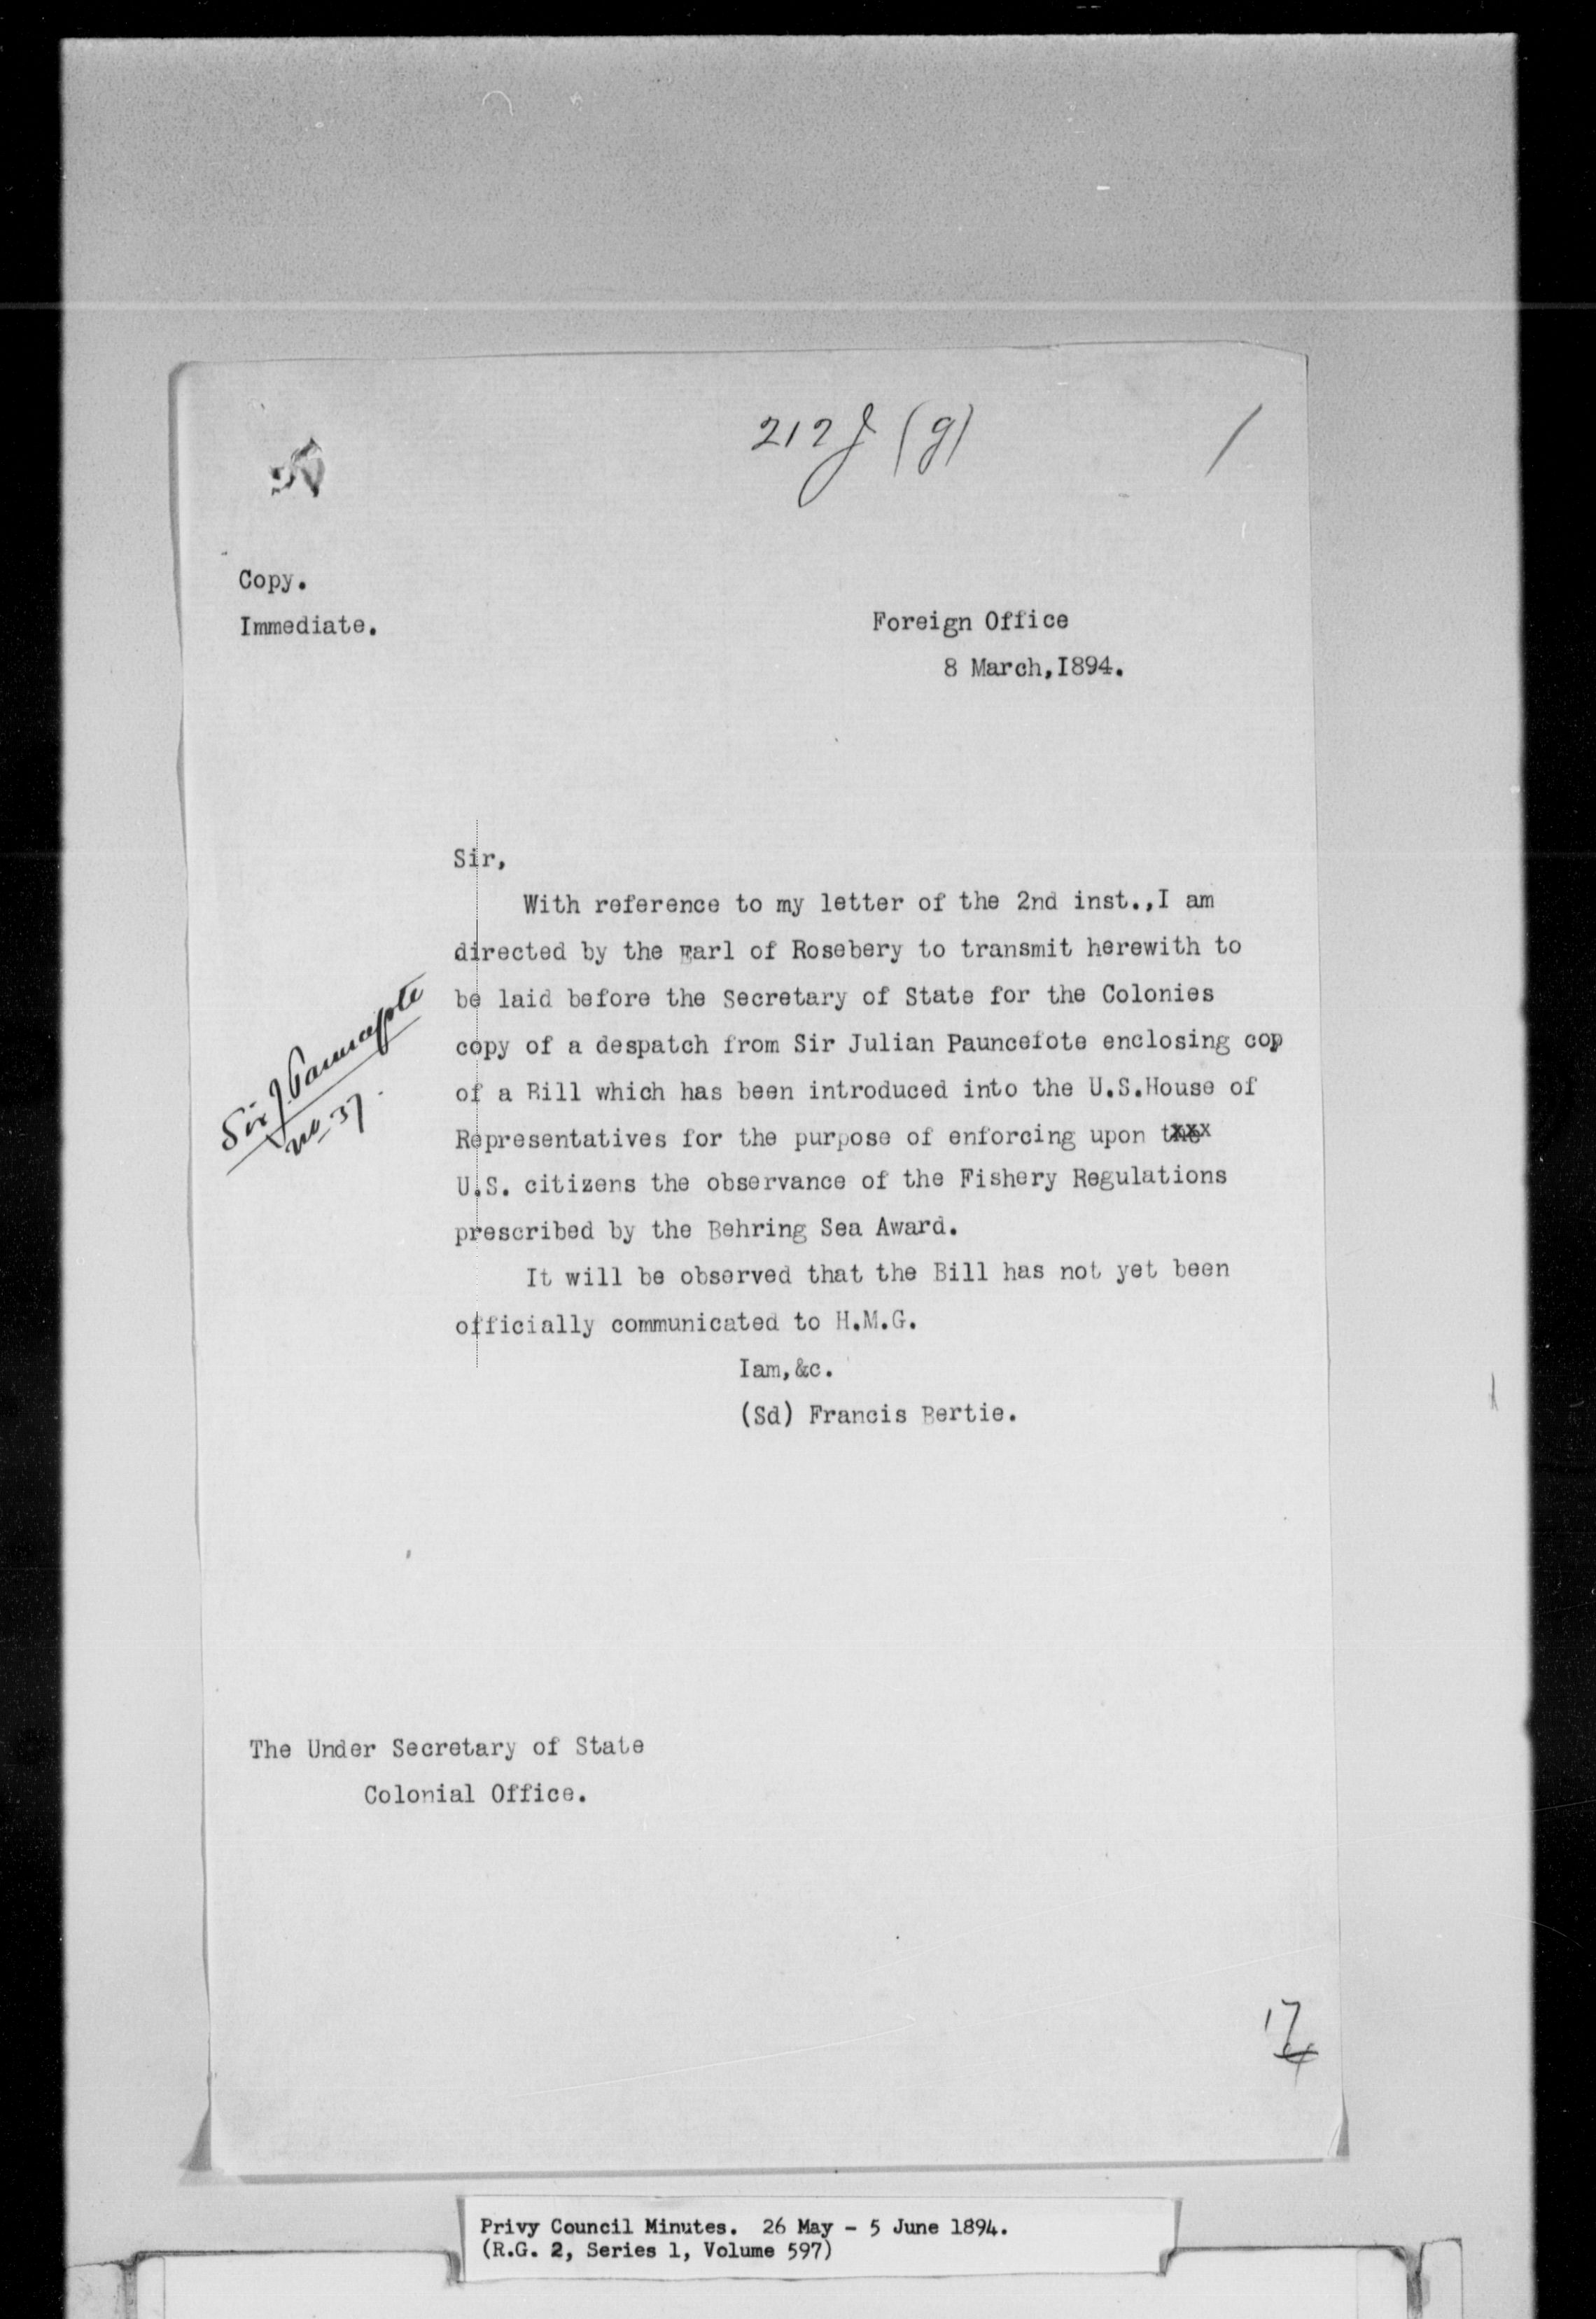 212 J (g)
Copy.
Immediate.
Foreign Office
8 March,I894.
Sir,
With reference to my letter of the 2nd inst.,I am
directed by the Earl of Rosebery to transmit herewith to
be laid before the Secretary of State for the Colonies
copy of a despatch from Sir Julian Pauncefote enclosing cop
of a Bill which has been introduced into the U.S.House of
Representatives for the purpose of enforcing upon the
U.S. citizens the observance of the Fishery Regulations
prescribed by the Behring Sea Award.
It will be observed that the Bill has not yet been
officially communicated to H.M.G.
Iam,&c.
(Sd) Francis Bertie.
Sir J. Pauncefote
No 37.
The Under Secretary of State
Colonial Office.
17
Privy Council Minutes. 26 May - 5 June 1894.
(R.G. 2, Series 1, Volume 597)